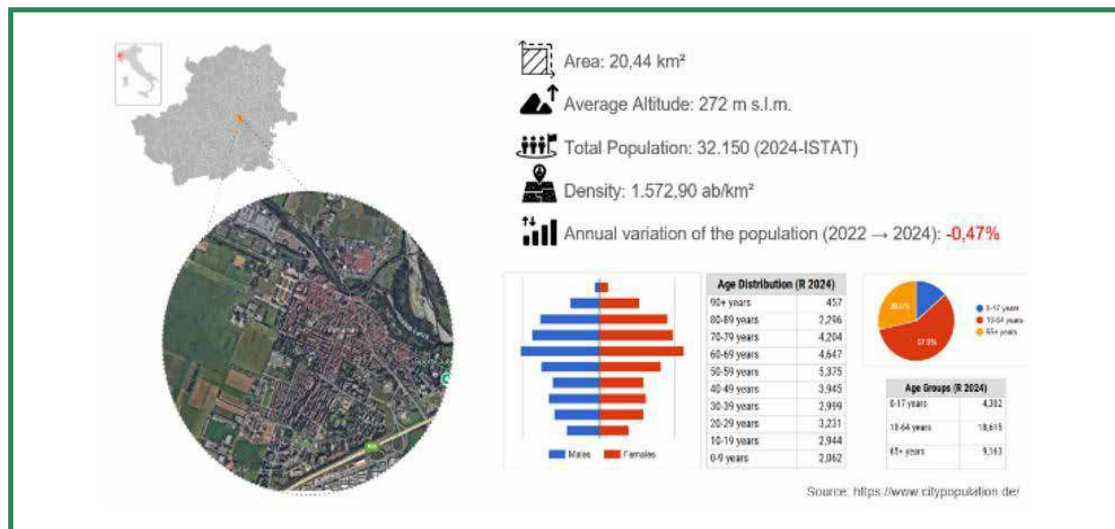 Area: 20,44 km²
Average Altitude: 272 m s.l.m.
Total Population: 32.150 (2024-ISTAT)
Density: 1.572,90 ab/km²
Annual variation of the population (2022 → 2024): -0,47%
Age Distribution (R 2024)
90+ years 457
80-89 years 2,296
70-79 years 4,204
60-69 years 4,647
50-59 years 5,375
40-49 years 3,945
30-39 years 2,999
20-29 years 3,231
10-19 years 2,944
0-9 years 2,062
Males Females
57.9%
0-17 years
18-64 years
65+ years
Age Groups (R 2024)
0-17 years 4,382
18-64 years 18,615
65+ years 9,163
Source: https://www.citypopulation.de/